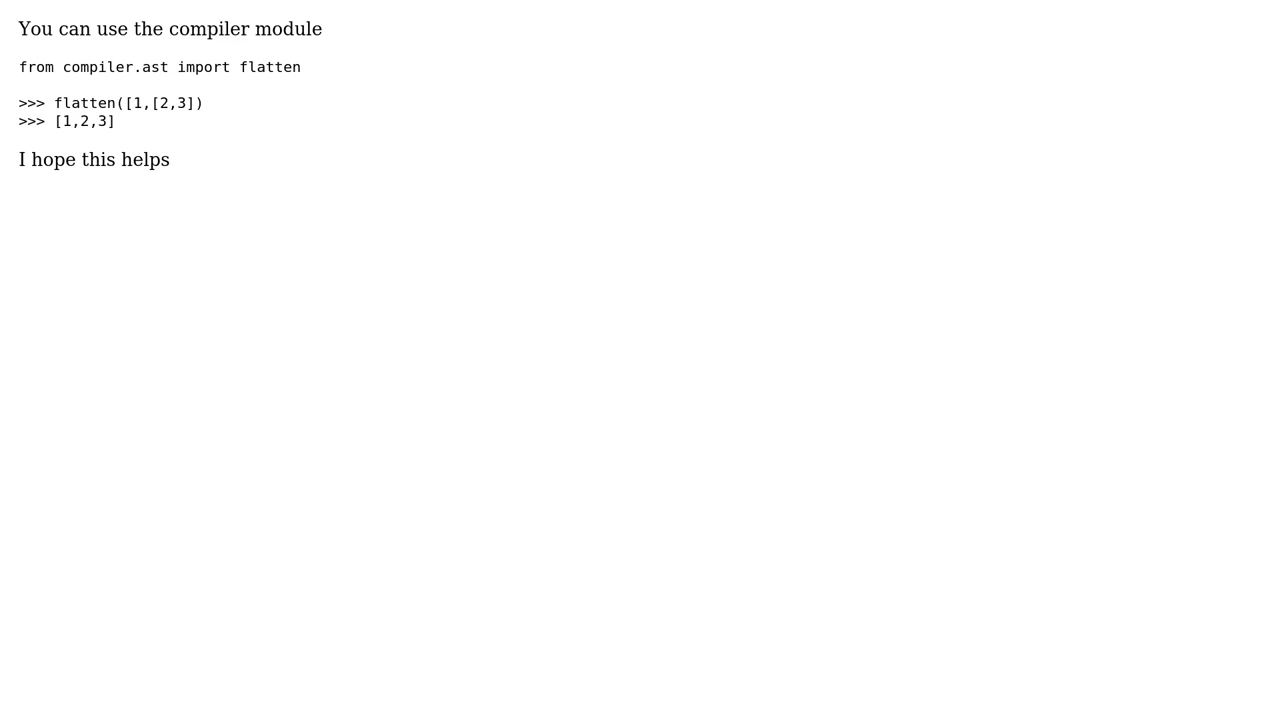 You can use the compiler module
from compiler.ast import flatten
>>> flatten([1,[2,3])
>>> [1,2,3]
I hope this helps